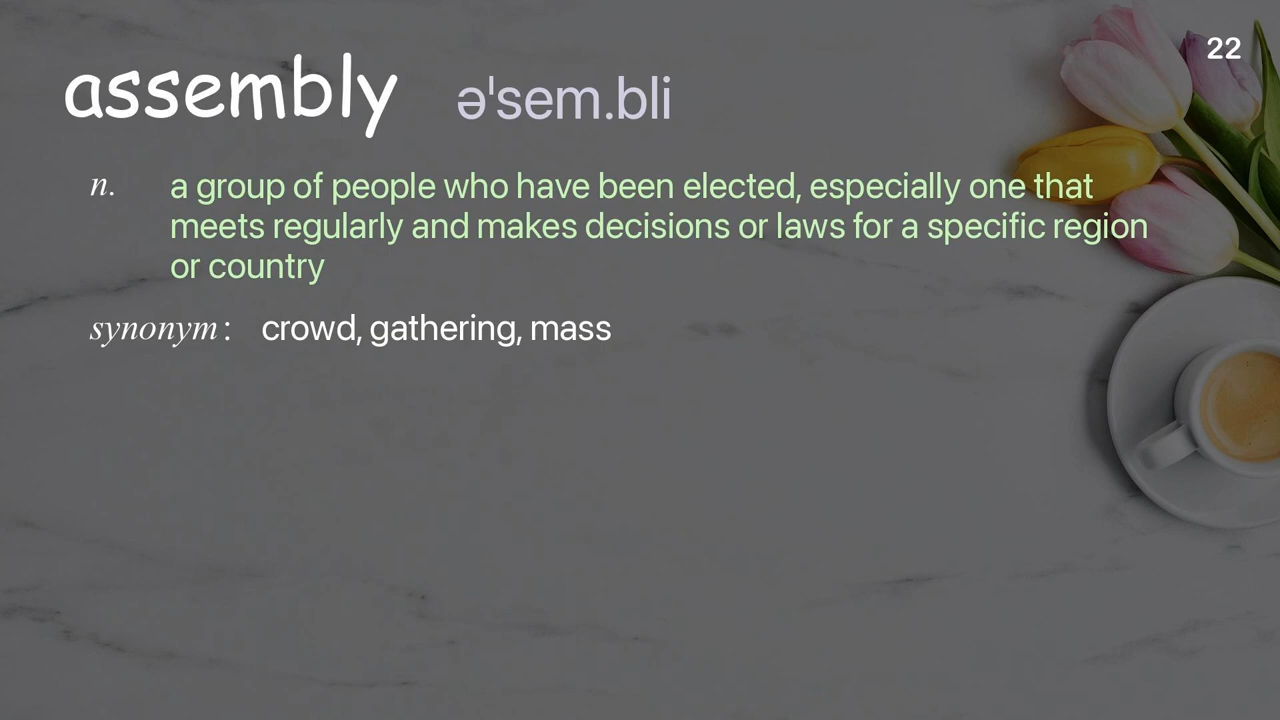 22
assembly əˈsem.bli
n. a group of people who have been elected, especially one that
meets regularly and makes decisions or laws for a specific region
or country
synonym: crowd, gathering, mass